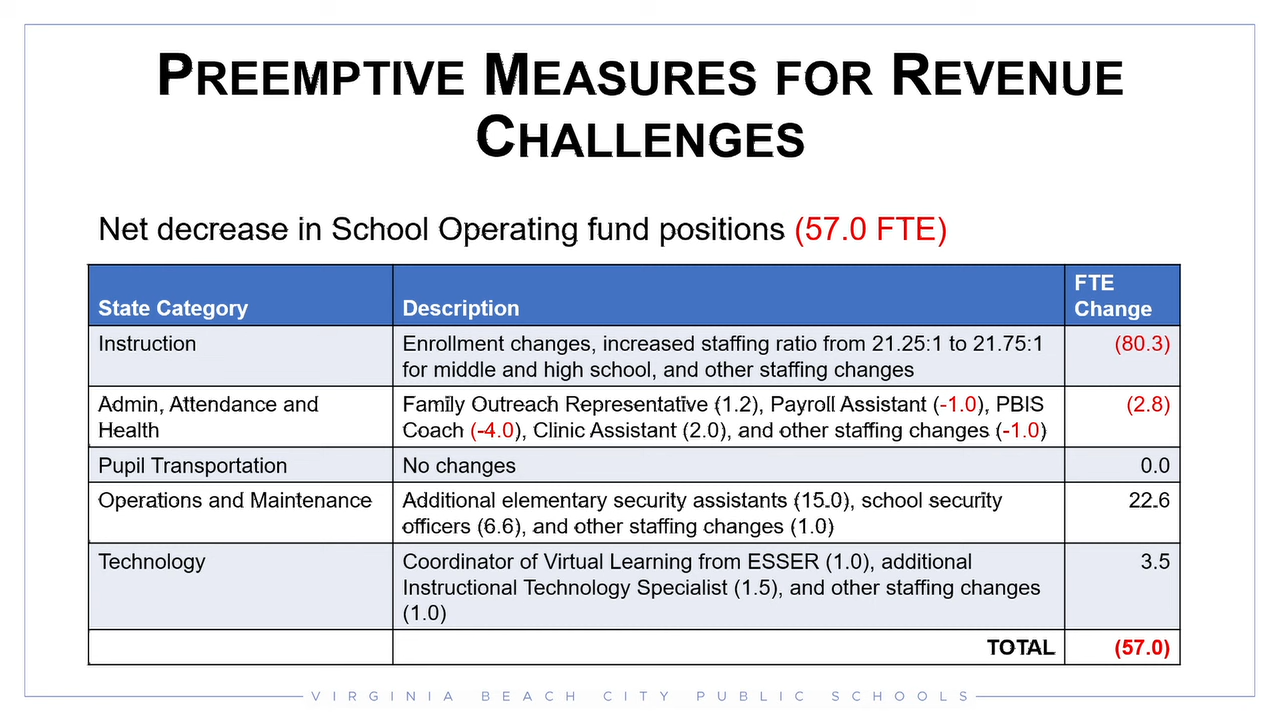 PREEMPTIVE MEASURES FOR REVENUE
CHALLENGES
Net decrease in School Operating fund positions (57.0 FTE)
State Category Description FTE Change
Instruction Enrollment changes, increased staffing ratio from 21.25:1 to 21.75:1 (80.3)
for middle and high school, and other staffing changes
Admin, Attendance and Family Outreach Representative (1.2), Payroll Assistant (-1.0), PBIS (2.8)
Health Coach (-4.0), Clinic Assistant (2.0), and other staffing changes (-1.0)
Pupil Transportation No changes 0.0
Operations and Maintenance Additional elementary security assistants (15.0), school security 22.6
officers (6.6), and other staffing changes (1.0)
Technology Coordinator of Virtual Learning from ESSER (1.0), additional 3.5
Instructional Technology Specialist (1.5), and other staffing changes
(1.0)
TOTAL (57.0)
VIRGINIA BEACH CITY PUBLIC SCHOOLS